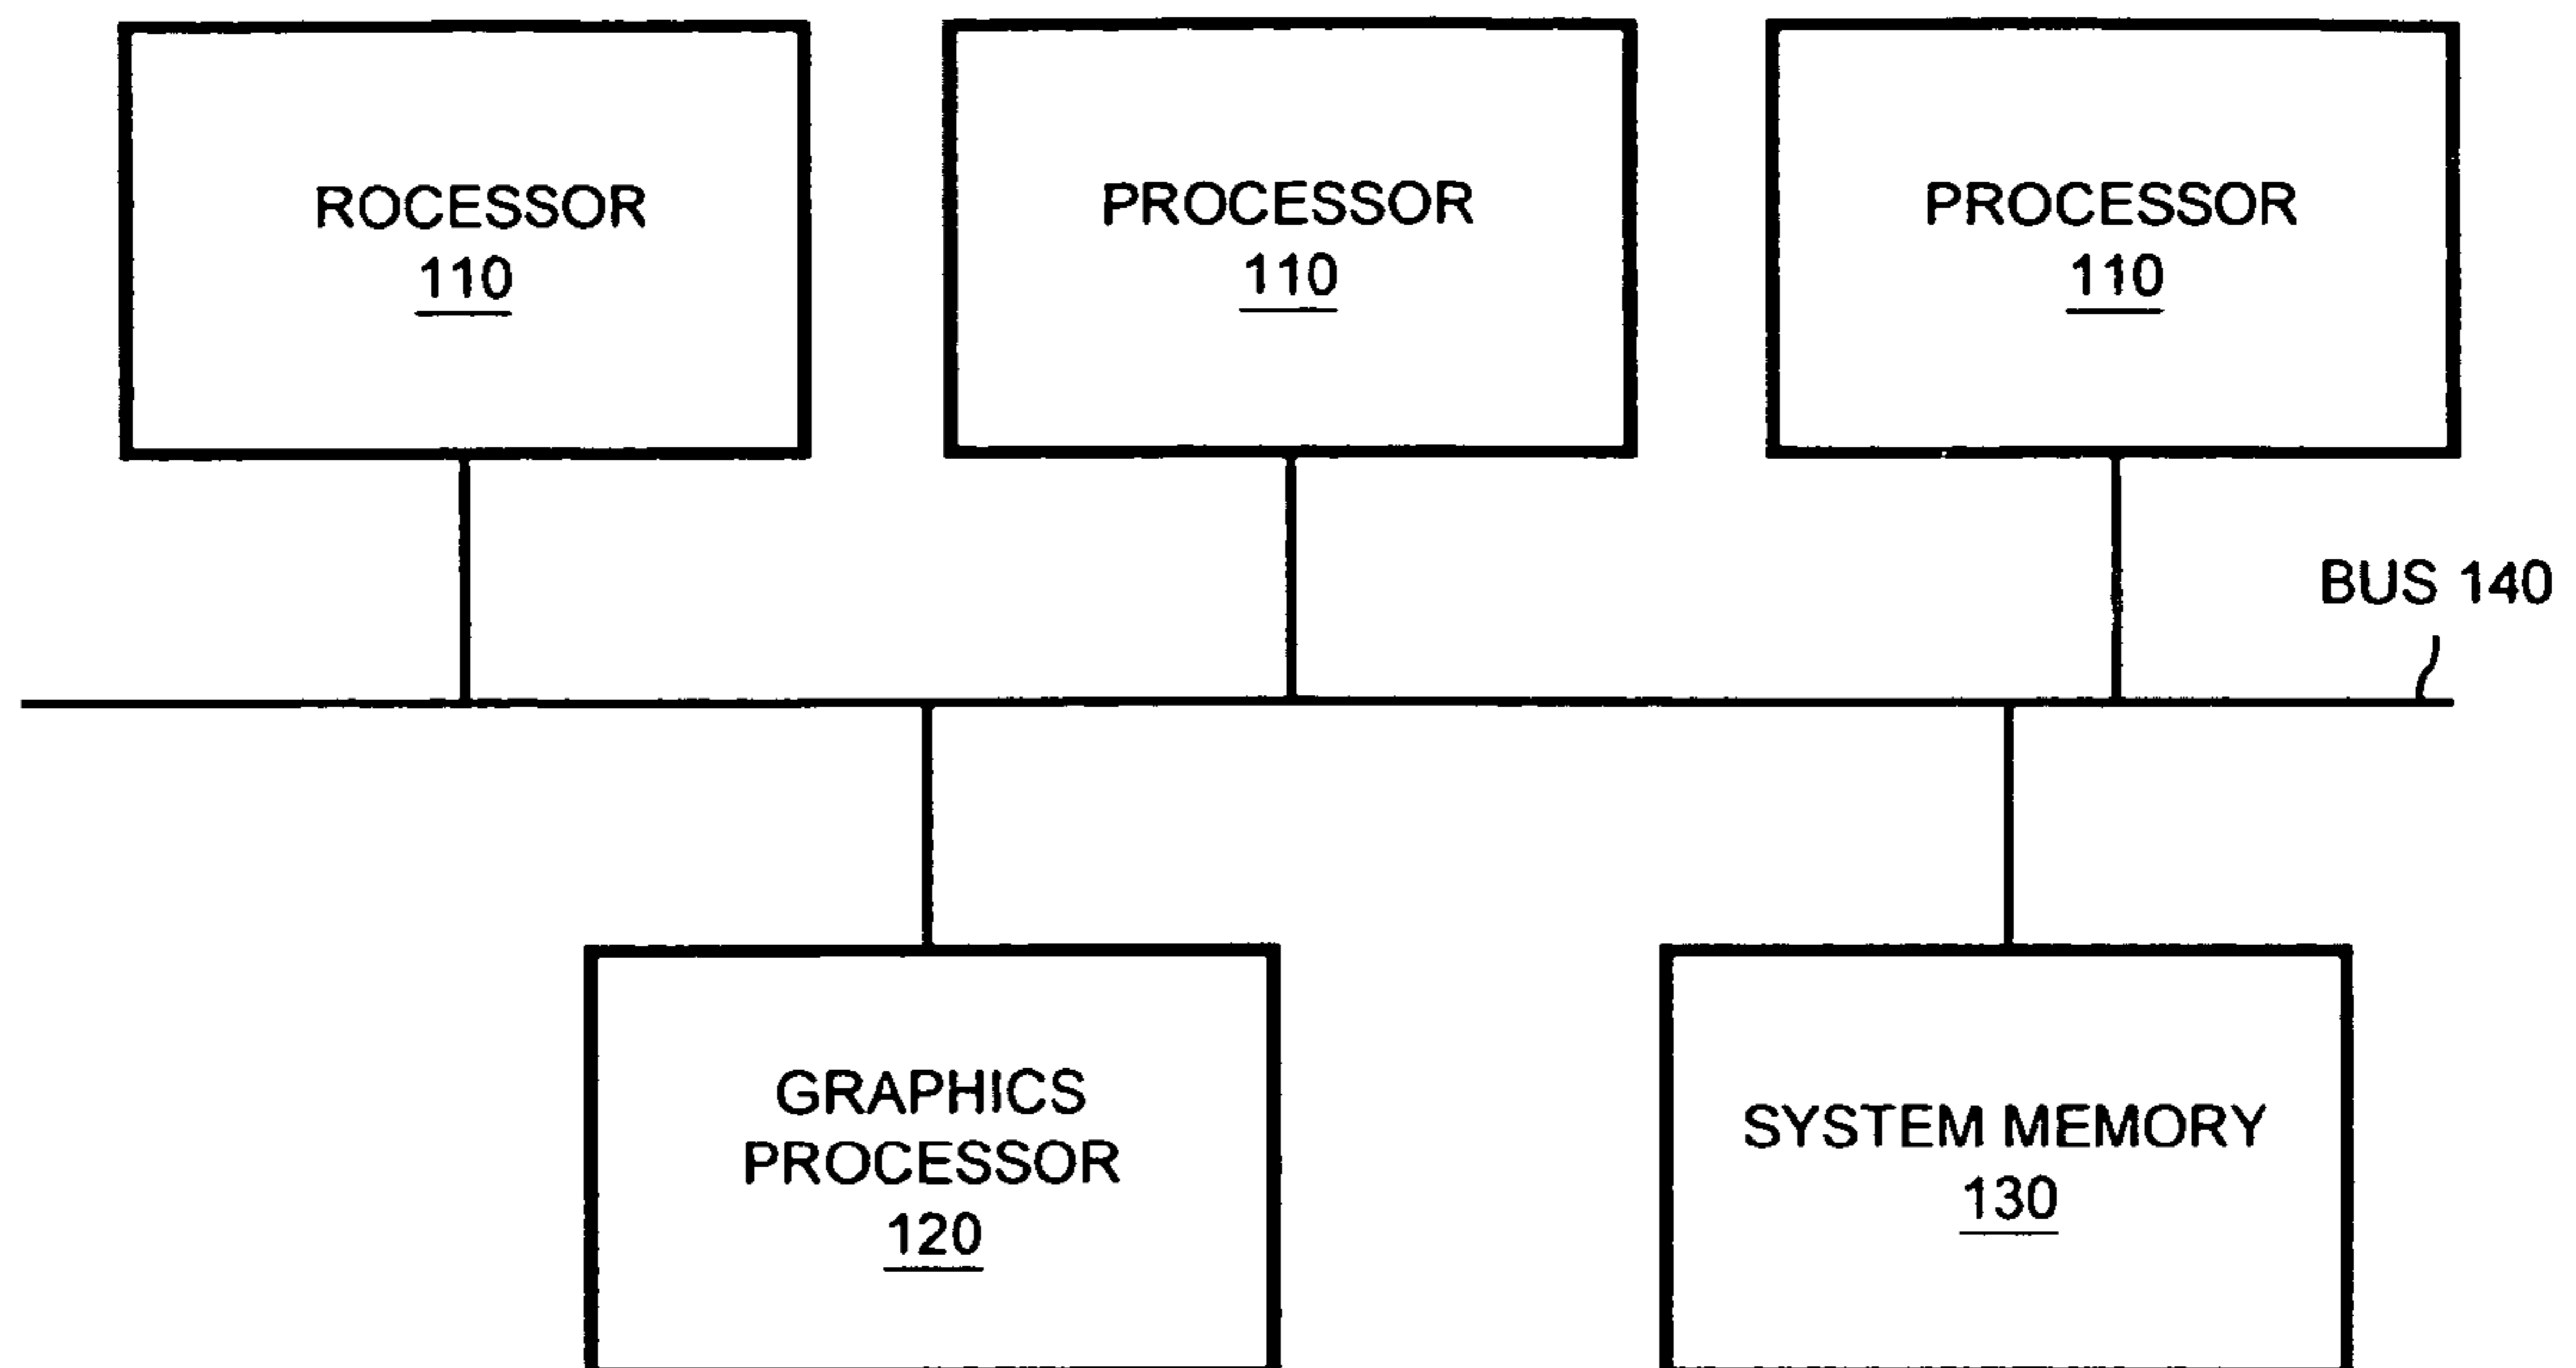 ROCESSOR
110
PROCESSOR
110
PROCESSOR
110
BUS 140
GRAPHICS
PROCESSOR
120
SYSTEM MEMORY
130